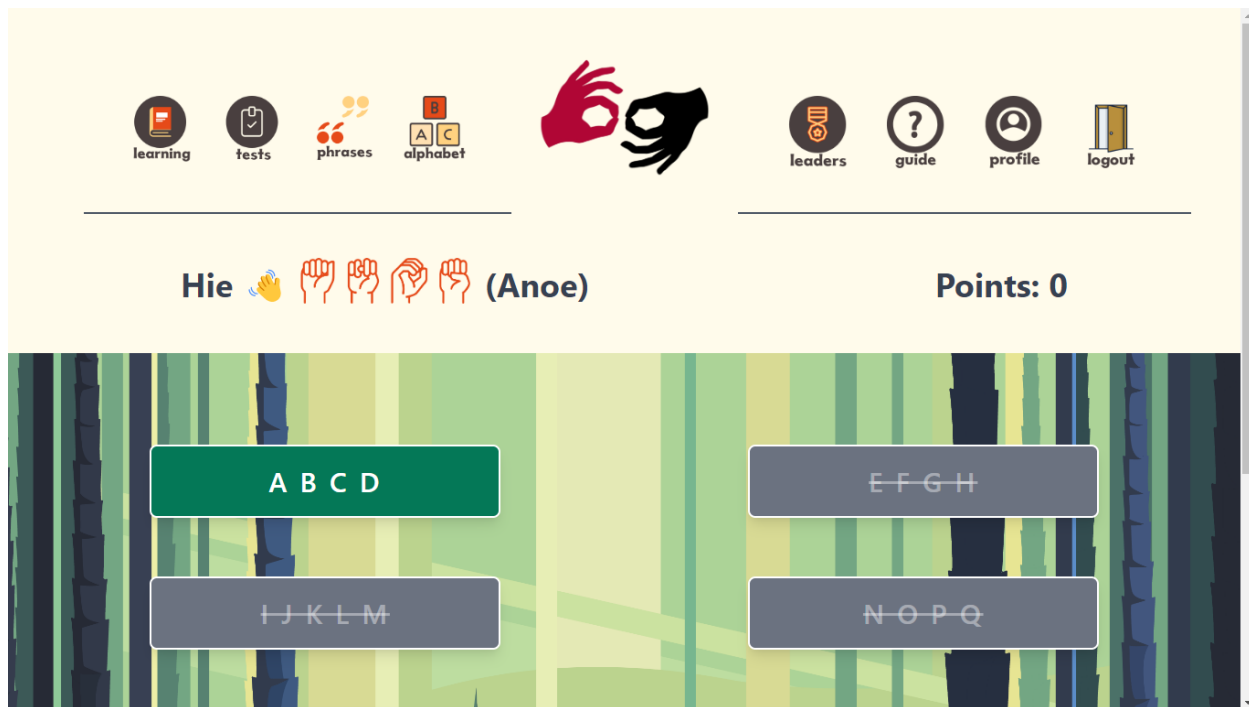 learning tests phrases alphabet leaders guide profile logout
B
A C
?
Hie 👋 (Anoe) Points: 0
A B C D E F G H
I J K L M N O P Q